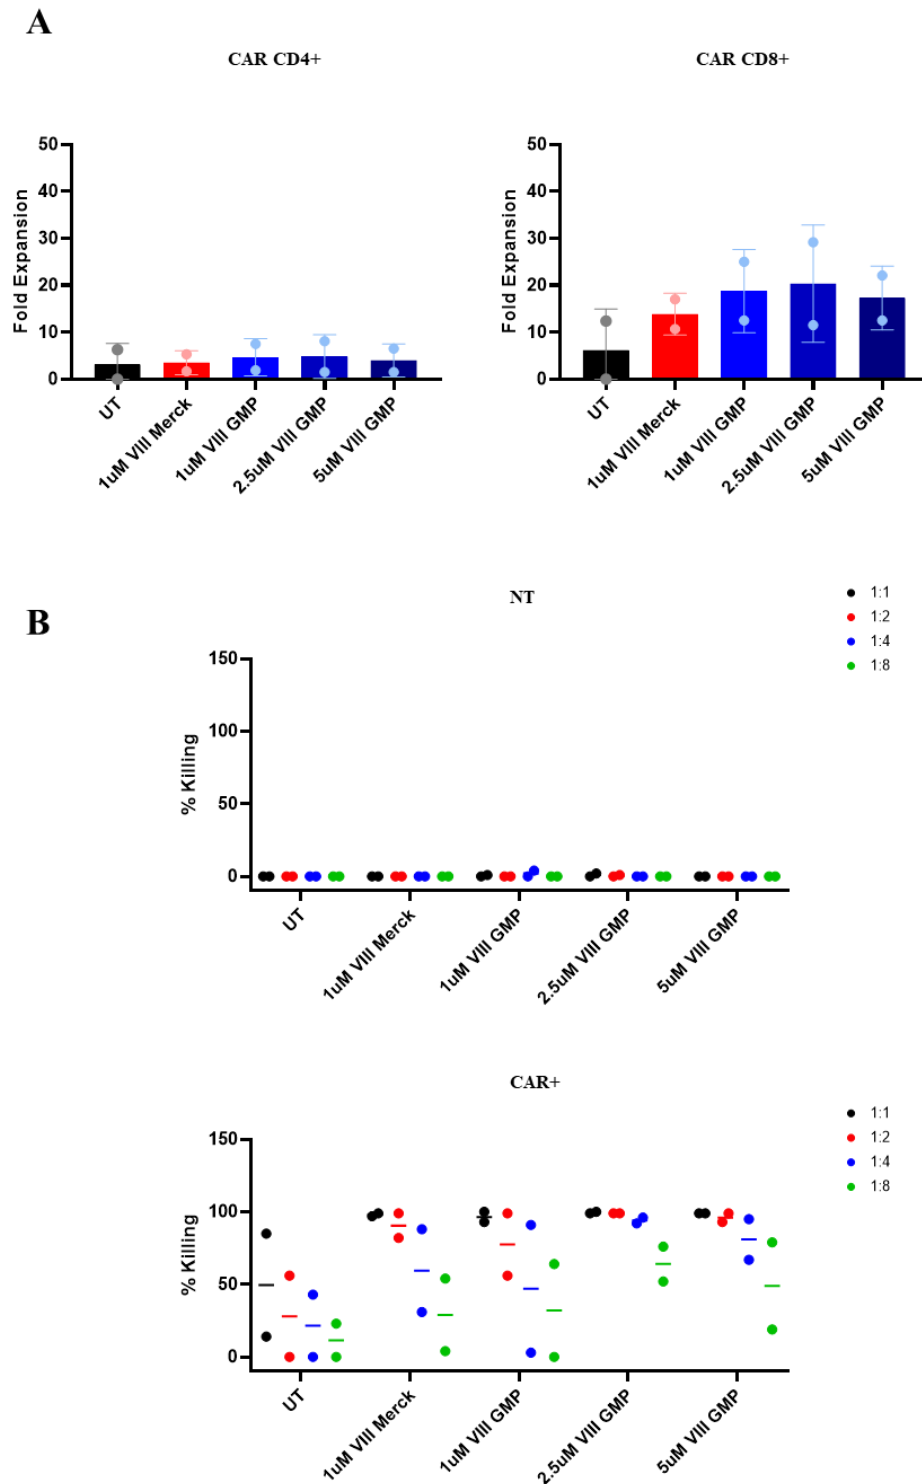 A
CAR CD4+
CAR CD8+
Fold Expansion
50
40
30
20
10
0
UT
1uM VIII Merck
1uM VIII GMP
2.5uM VIII GMP
5uM VIII GMP
Fold Expansion
50
40
30
20
10
0
UT
1uM VIII Merck
1uM VIII GMP
2.5uM VIII GMP
5uM VIII GMP
B
NT
1:1
1:2
1:4
1:8
% Killing
150
100
50
0
UT
1uM VIII Merck
1uM VIII GMP
2.5uM VIII GMP
5uM VIII GMP
CAR+
1:1
1:2
1:4
1:8
% Killing
150
100
50
0
UT
1uM VIII Merck
1uM VIII GMP
2.5uM VIII GMP
5uM VIII GMP